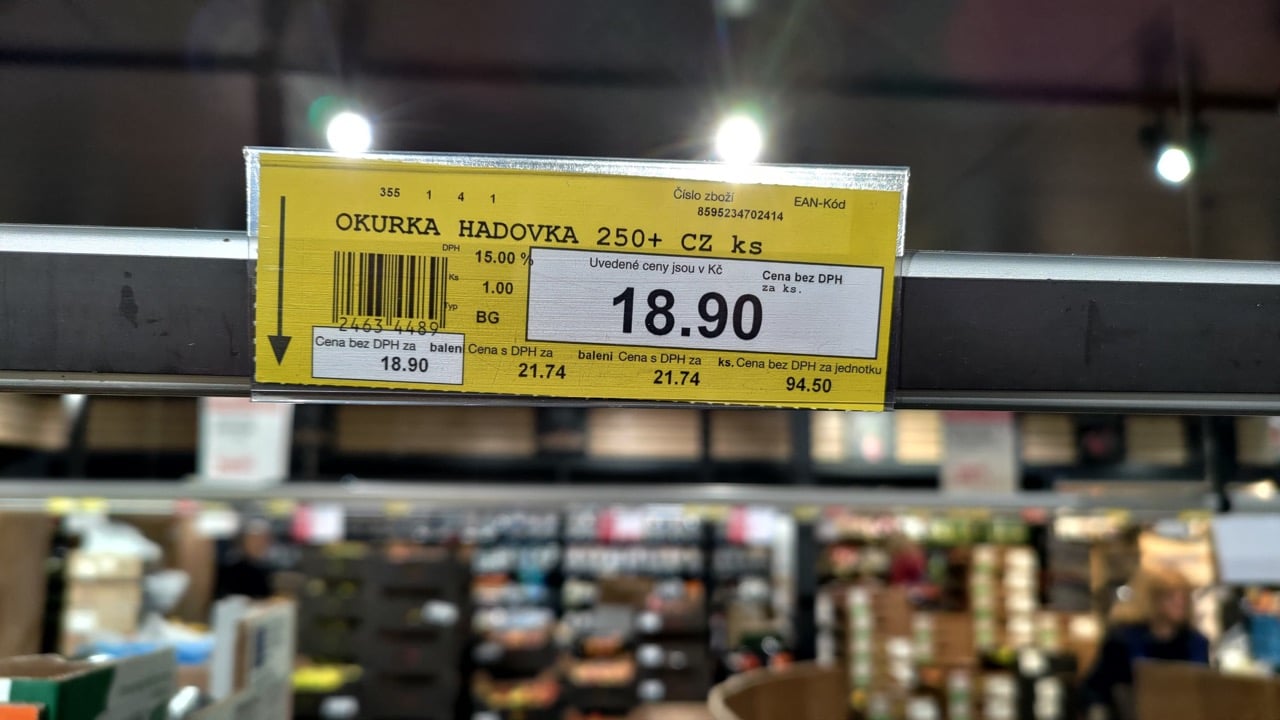 355 1 4 1
Číslo zboží EAN-Kód
8595234702414
OKURKA HADOVKA 250+ CZ ks
DPH 15.00 %
Ks 1.00
Typ BG
2463 4489
Uvedené ceny jsou v Kč
Cena bez DPH
za ks.
18.90
Cena bez DPH za balení
18.90
Cena s DPH za balení
21.74
Cena s DPH za ks.
21.74
Cena bez DPH za jednotku
94.50